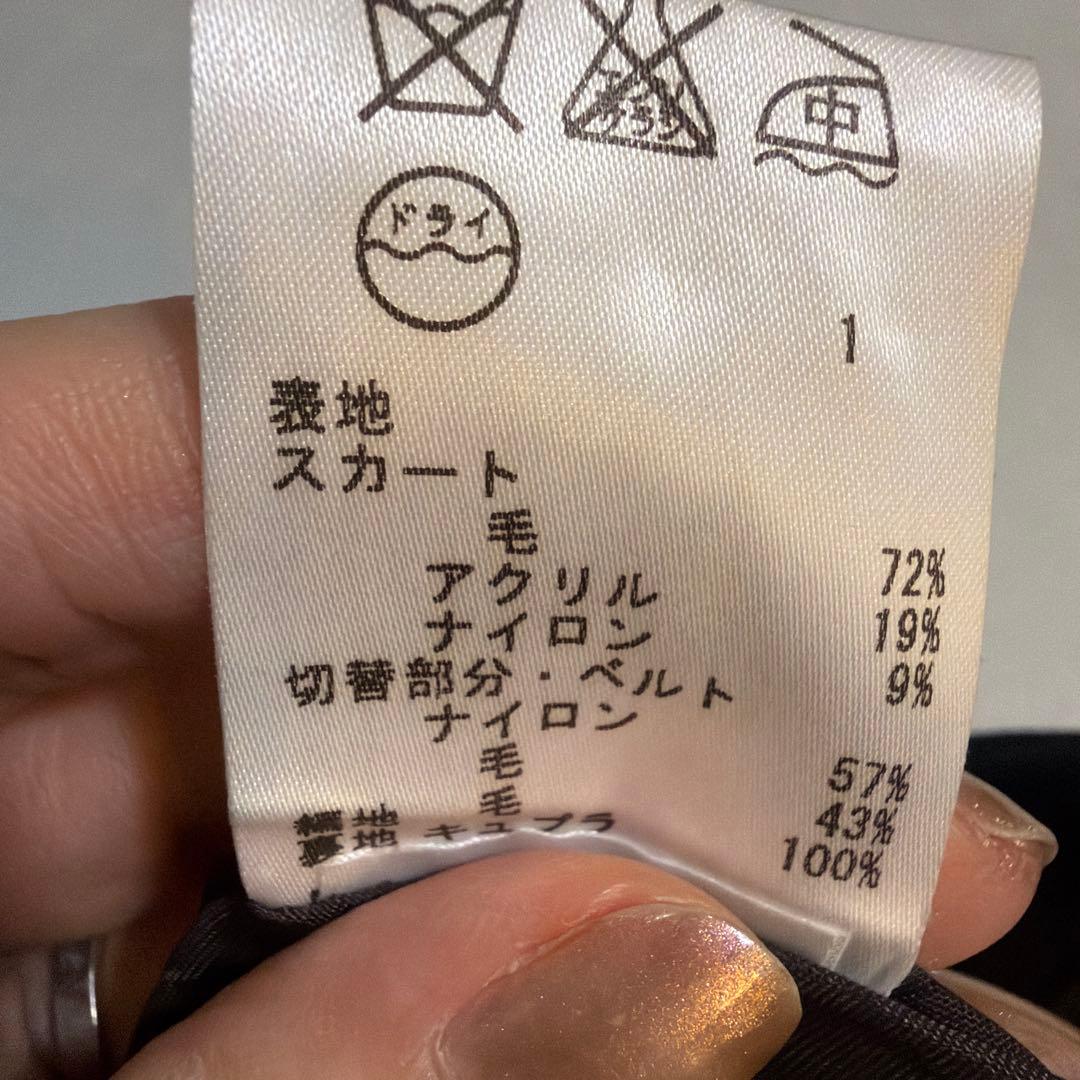 中
ドライ
1
表地
スカート
毛 72%
アクリル 19%
ナイロン 9%
切替部分・ベルト
ナイロン 57%
毛 43%
毛 100%
裏地 キュプラ